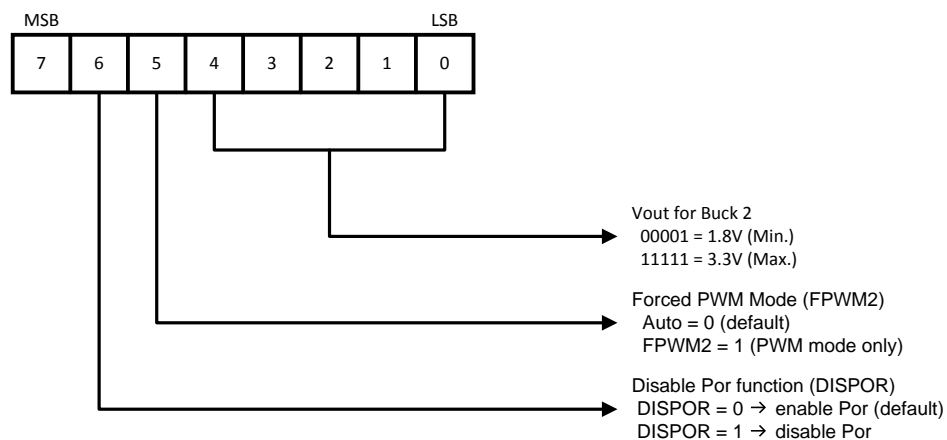 MSB LSB
7 6 5 4 3 2 1 0
Vout for Buck 2
00001 = 1.8V (Min.)
11111 = 3.3V (Max.)
Forced PWM Mode (FPWM2)
Auto = 0 (default)
FPWM2 = 1 (PWM mode only)
Disable Por function (DISPOR)
DISPOR = 0 → enable Por (default)
DISPOR = 1 → disable Por